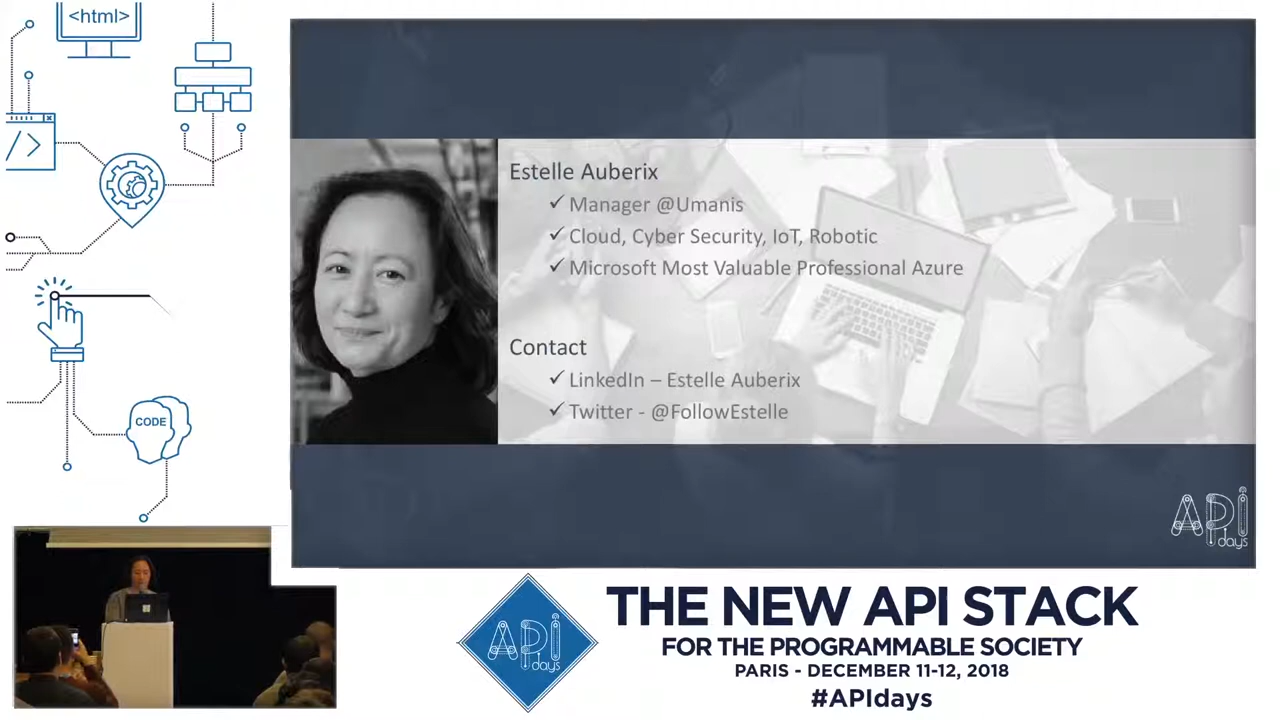 <html>
</>
CODE
Estelle Auberix
✓ Manager @Umanis
✓ Cloud, Cyber Security, IoT, Robotic
✓ Microsoft Most Valuable Professional Azure
Contact
✓ LinkedIn – Estelle Auberix
✓ Twitter - @FollowEstelle
API
days
API
days
THE NEW API STACK
FOR THE PROGRAMMABLE SOCIETY
PARIS - DECEMBER 11-12, 2018
#APIdays